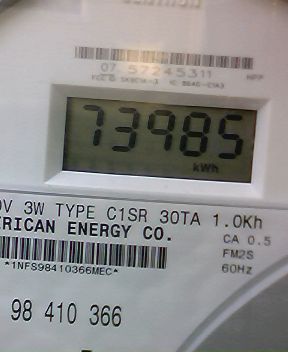 07 57245311
HPP
73985
kWh
V 3W TYPE C1SR 30TA 1.0Kh
RICAN ENERGY CO.
CA 0.5
FM2S
60Hz
*1NFS98410366MEC*
98 410 366